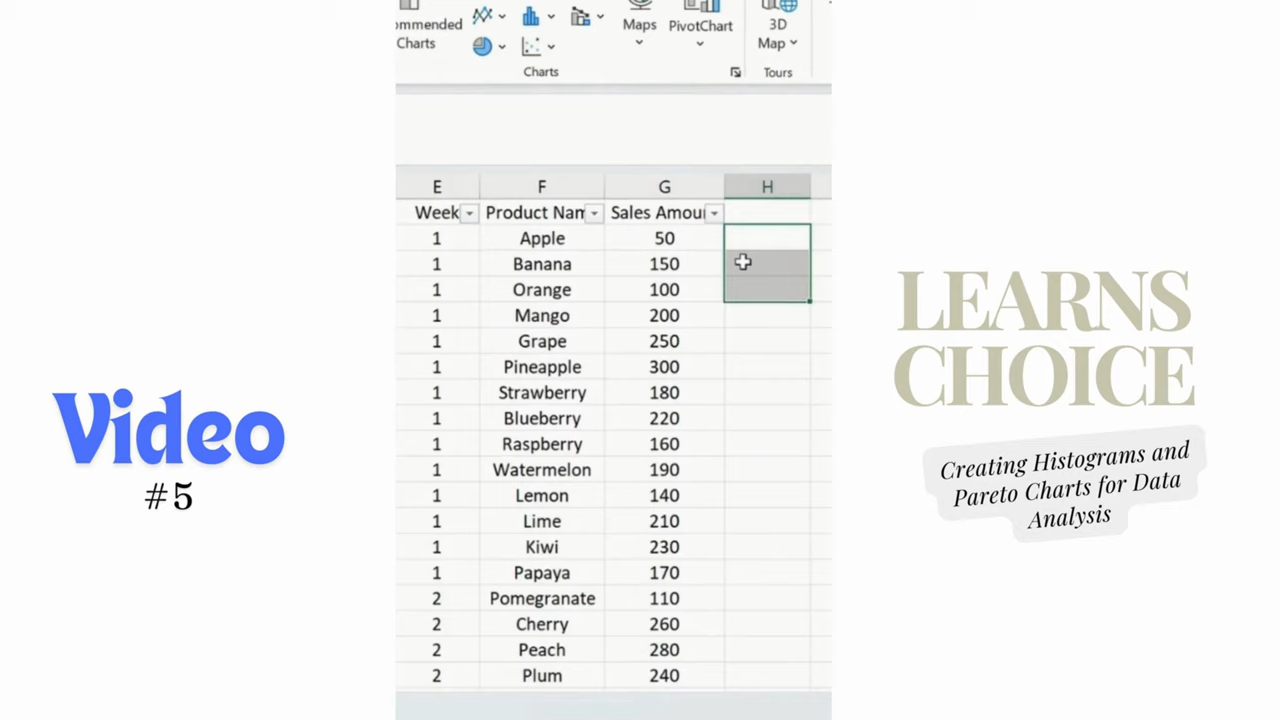 ommended
Charts
Maps
PivotChart
3D
Map
Charts
Tours
E F G H
Week Product Nam Sales Amou
1 Apple 50
1 Banana 150
1 Orange 100
1 Mango 200
1 Grape 250
1 Pineapple 300
1 Strawberry 180
1 Blueberry 220
1 Raspberry 160
1 Watermelon 190
1 Lemon 140
1 Lime 210
1 Kiwi 230
1 Papaya 170
2 Pomegranate 110
2 Cherry 260
2 Peach 280
2 Plum 240
Video
#5
LEARNS
CHOICE
Creating Histograms and
Pareto Charts for Data
Analysis